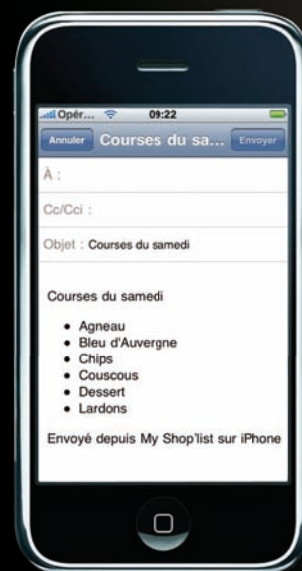 Opér... 09:22
Annuler Courses du sa... Envoyer
À :
Cc/Cci :
Objet : Courses du samedi
Courses du samedi
• Agneau
• Bleu d'Auvergne
• Chips
• Couscous
• Dessert
• Lardons
Envoyé depuis My Shop'list sur iPhone